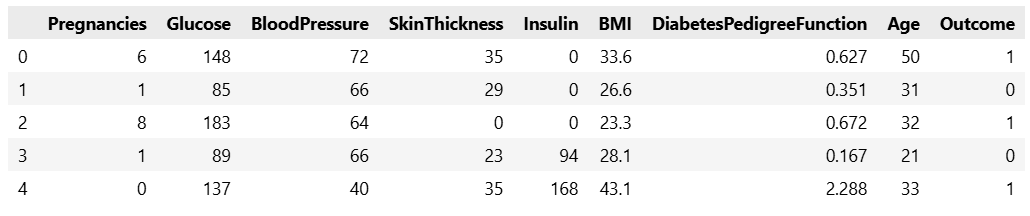 Pregnancies Glucose BloodPressure SkinThickness Insulin BMI DiabetesPedigreeFunction Age Outcome
0 6 148 72 35 0 33.6 0.627 50 1
1 1 85 66 29 0 26.6 0.351 31 0
2 8 183 64 0 0 23.3 0.672 32 1
3 1 89 66 23 94 28.1 0.167 21 0
4 0 137 40 35 168 43.1 2.288 33 1